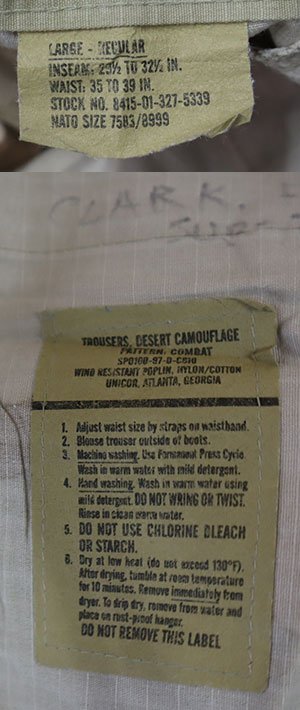 LARGE - REGULAR
INSEAM: 29½ TO 32½ IN.
WAIST: 35 TO 39 IN.
STOCK NO. 8415-01-327-5339
NATO SIZE 7583/8999
CLARK.
TROUSERS, DESERT CAMOUFLAGE
PATTERN, COMBAT
SPO100-97-D-CG10
WIND RESISTANT POPLIN, NYLON/COTTON
UNICOR, ATLANTA, GEORGIA
1. Adjust waist size by straps on waistband.
2. Blouse trouser outside of boots.
3. Machine washing. Use Permanent Press Cycle.
Wash in warm water with mild detergent.
4. Hand washing. Wash in warm water using
mild detergent. DO NOT WRING OR TWIST.
Rinse in clean warm water.
5. DO NOT USE CHLORINE BLEACH
OR STARCH.
6. Dry at low heat (do not exceed 130°F).
After drying, tumble at room temperature
for 10 minutes. Remove immediately from
dryer. To drip dry, remove from water and
place on rust-proof hanger.
DO NOT REMOVE THIS LABEL